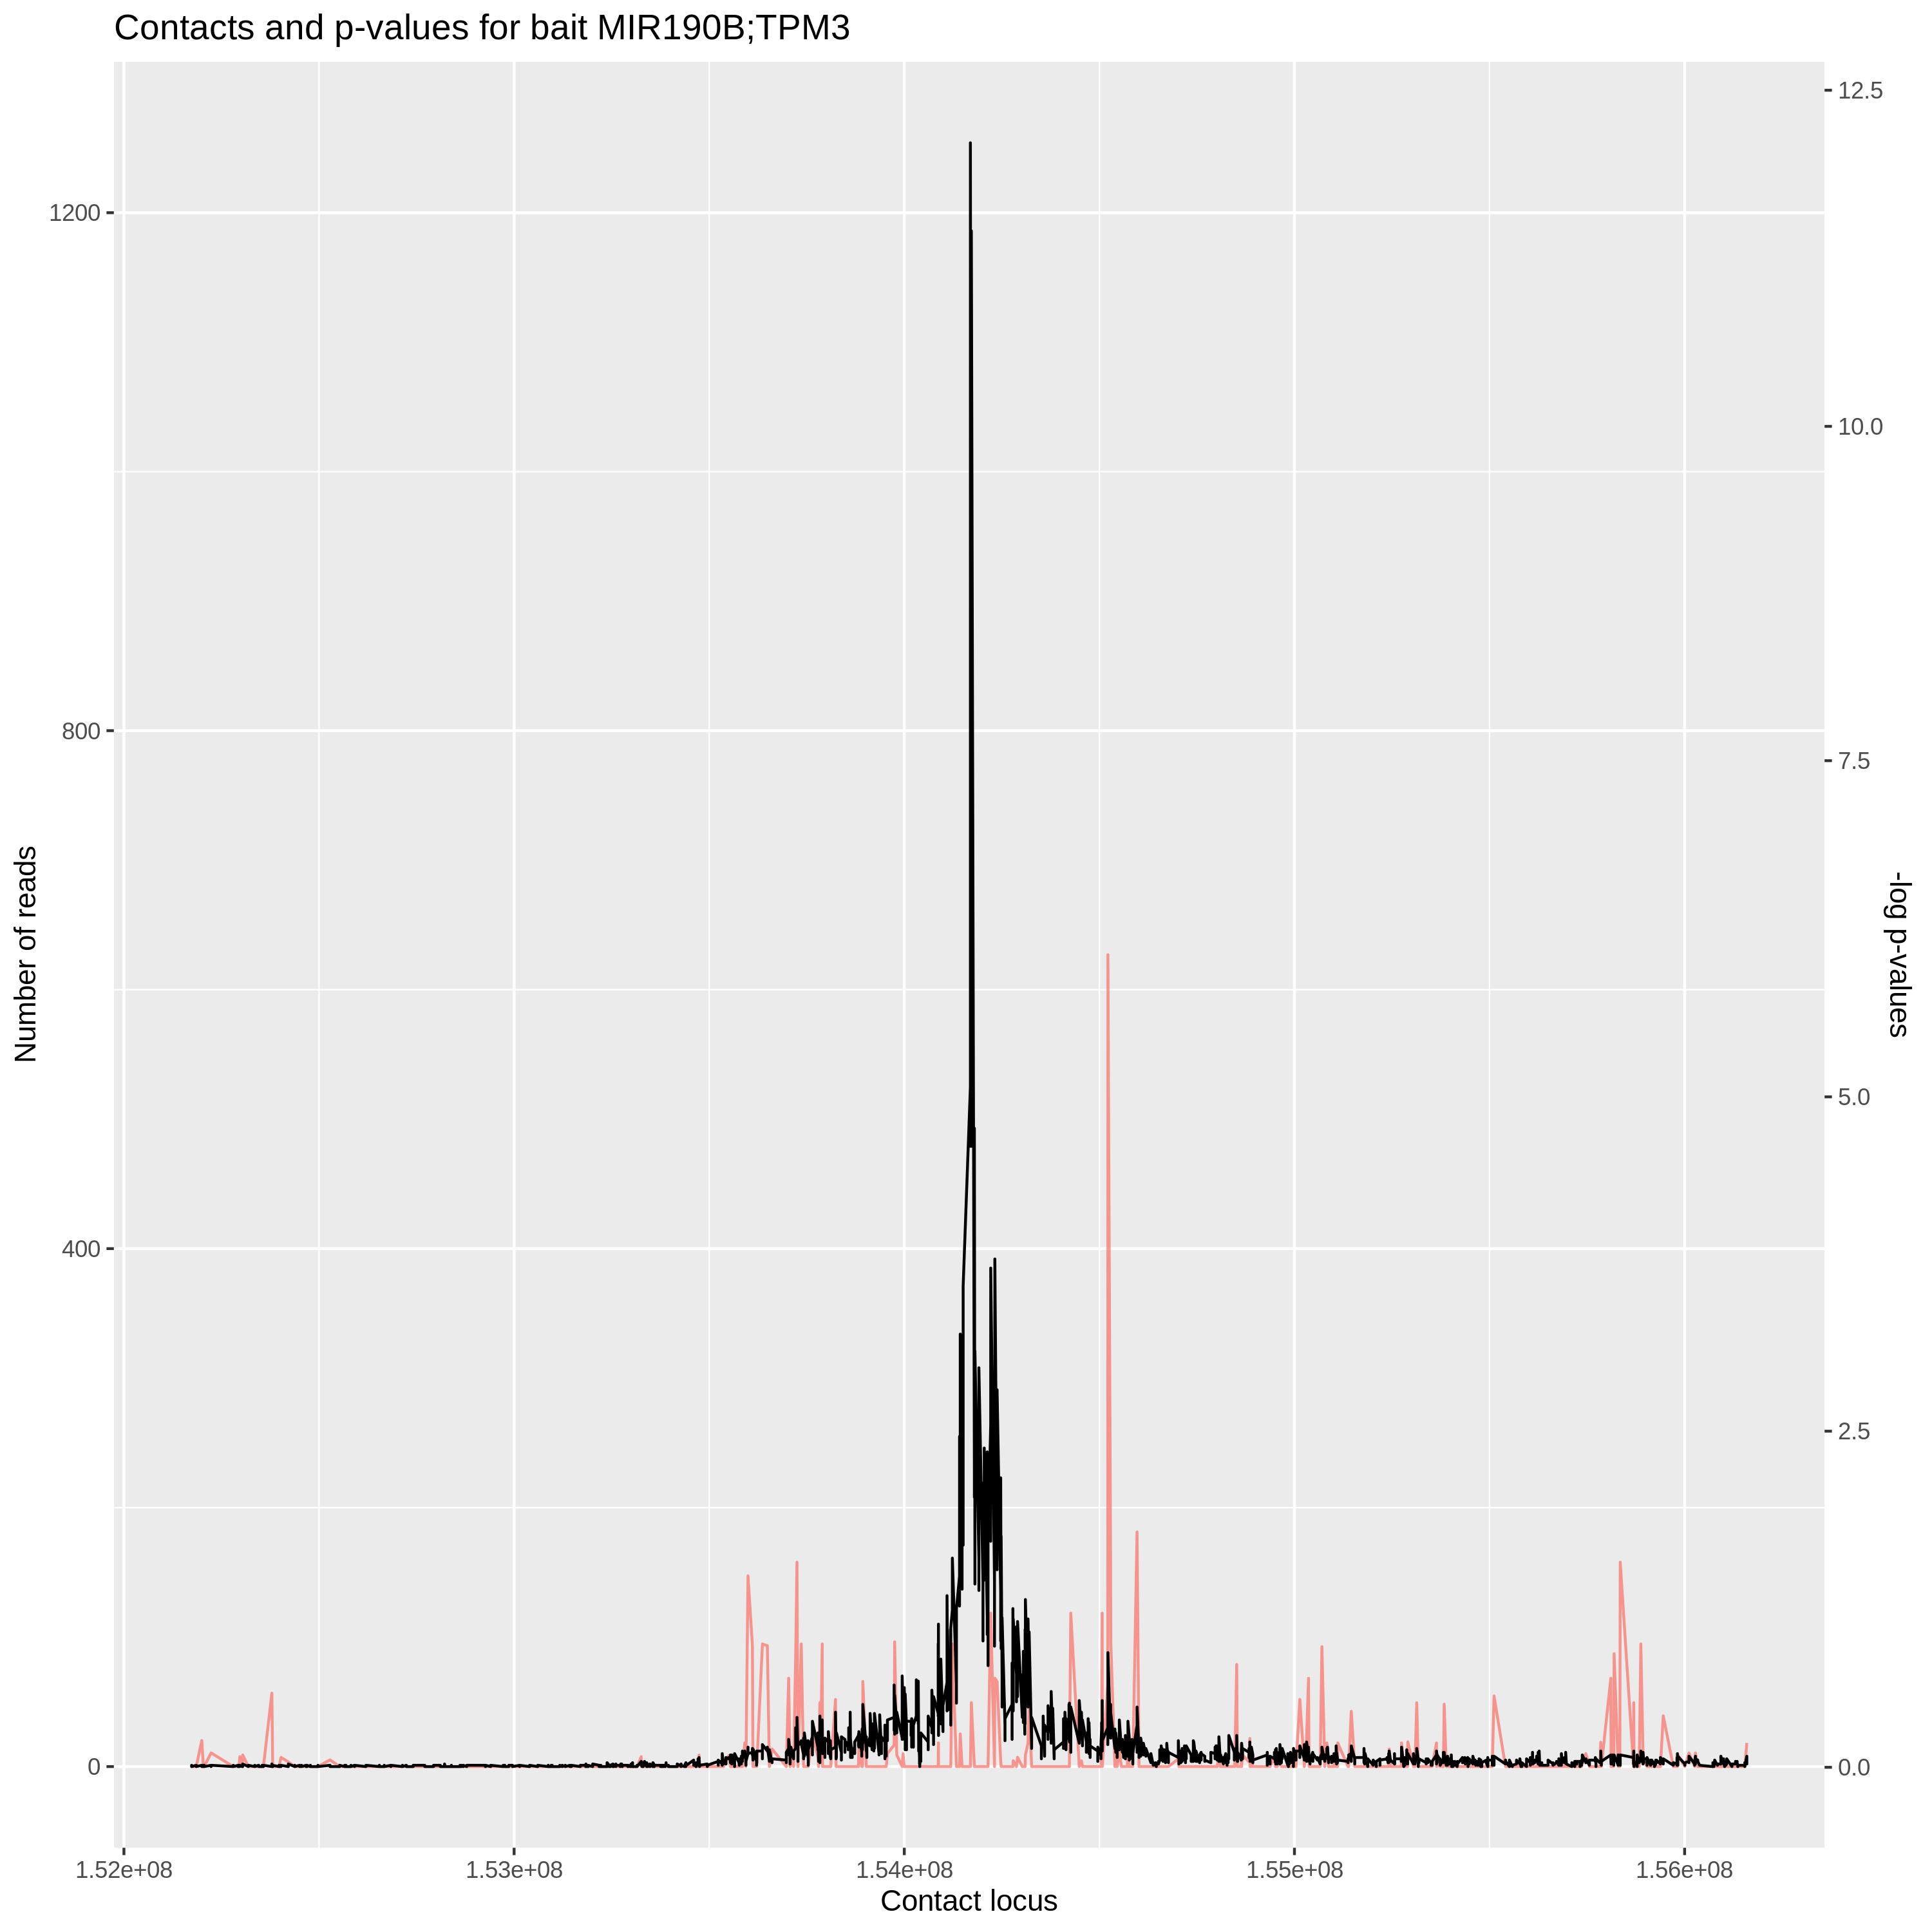 Contacts and p-values for bait MIR190B;TPM3
12.5
1200
10.0
800
7.5
Number of reads
-log p-values
5.0
400
2.5
0
0.0
1.52e+08
1.53e+08
1.54e+08
1.55e+08
1.56e+08
Contact locus